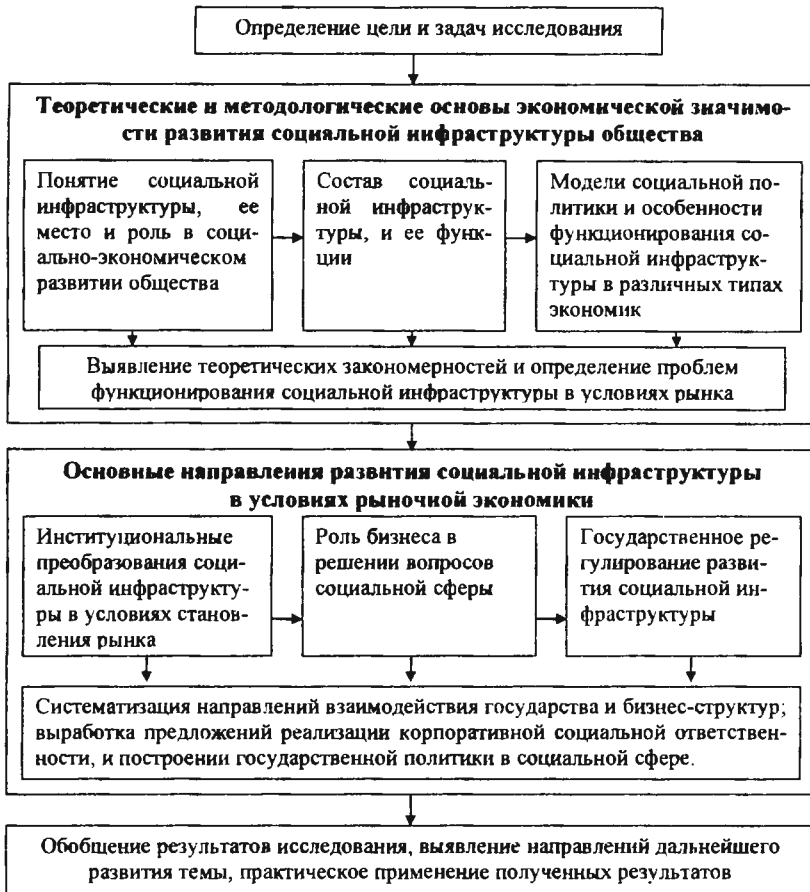 Определение цели и задач исследования
Теоретические и методологические основы экономической значимо-
сти развития социальной инфраструктуры общества
Понятие социальной
инфраструктуры, ее
место и роль в соци-
ально-экономическом
развитии общества
Состав социаль-
ной инфраструк-
туры, и ее функ-
ции
Модели социальной по-
литики и особенности
функционирования со-
циальной инфраструк-
туры в различных типах
экономик
Выявление теоретических закономерностей и определение проблем
функционирования социальной инфраструктуры в условиях рынка
Основные направления развития социальной инфраструктуры
в условиях рыночной экономики
Институциональные
преобразования соци-
альной инфраструкту-
ры в условиях станов-
ления рынка
Роль бизнеса в
решении вопросов
социальной сферы
Государственное ре-
гулирование разви-
тия социальной ин-
фраструктуры
Систематизация направлений взаимодействия государства и бизнес-структур;
выработка предложений реализации корпоративной социальной ответствен-
ности, и построении государственной политики в социальной сфере.
Обобщение результатов исследования, выявление направлений дальнейшего
развития темы, практическое применение полученных результатов